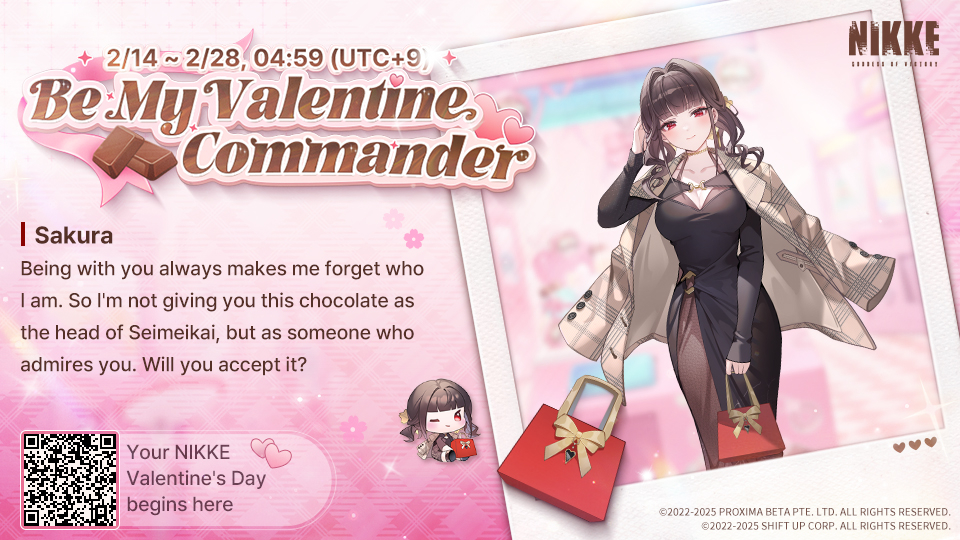 2/14 ~ 2/28, 04:59 (UTC+9)
Be My Valentine,
Commander
NIKKE
GODDESS OF VICTORY
Sakura
Being with you always makes me forget who
I am. So I'm not giving you this chocolate as
the head of Seimeikai, but as someone who
admires you. Will you accept it?
Your NIKKE
Valentine's Day
begins here
©2022-2025 PROXIMA BETA PTE. LTD. ALL RIGHTS RESERVED.
©2022-2025 SHIFT UP CORP. ALL RIGHTS RESERVED.